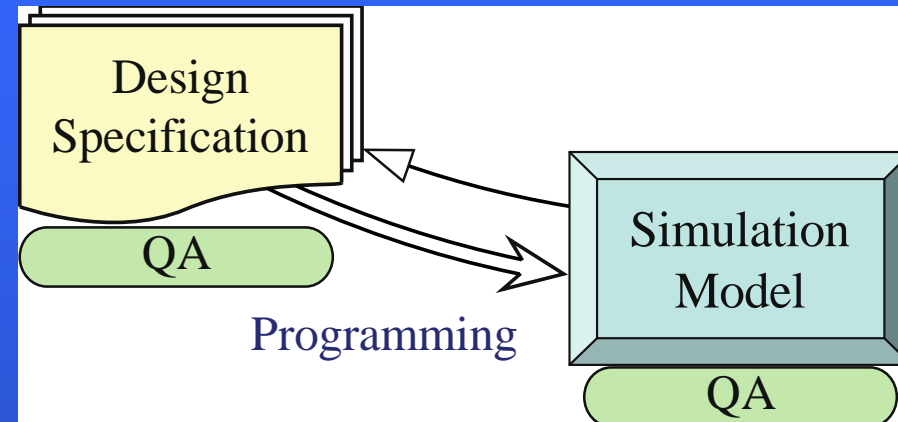 Design
Specification
QA
Simulation
Model
Programming
QA